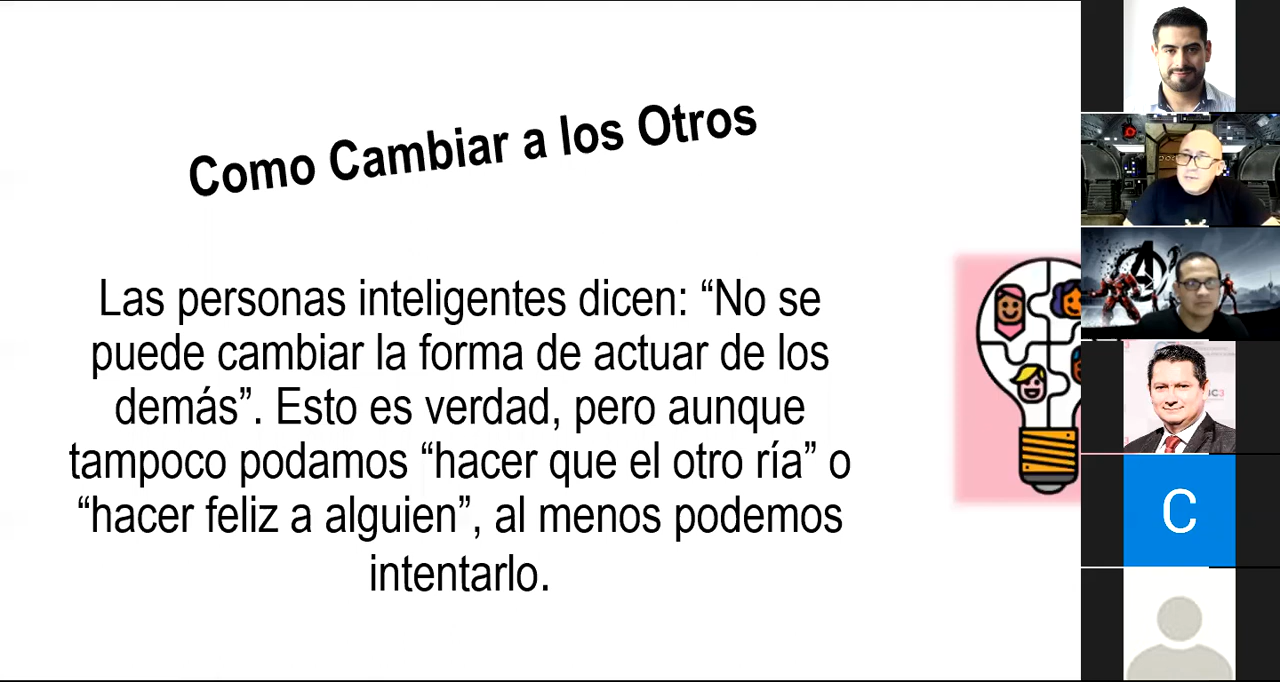 Como Cambiar a los Otros
Las personas inteligentes dicen: “No se
puede cambiar la forma de actuar de los
demás”. Esto es verdad, pero aunque
tampoco podamos “hacer que el otro ría” o
“hacer feliz a alguien”, al menos podemos
intentarlo.
C